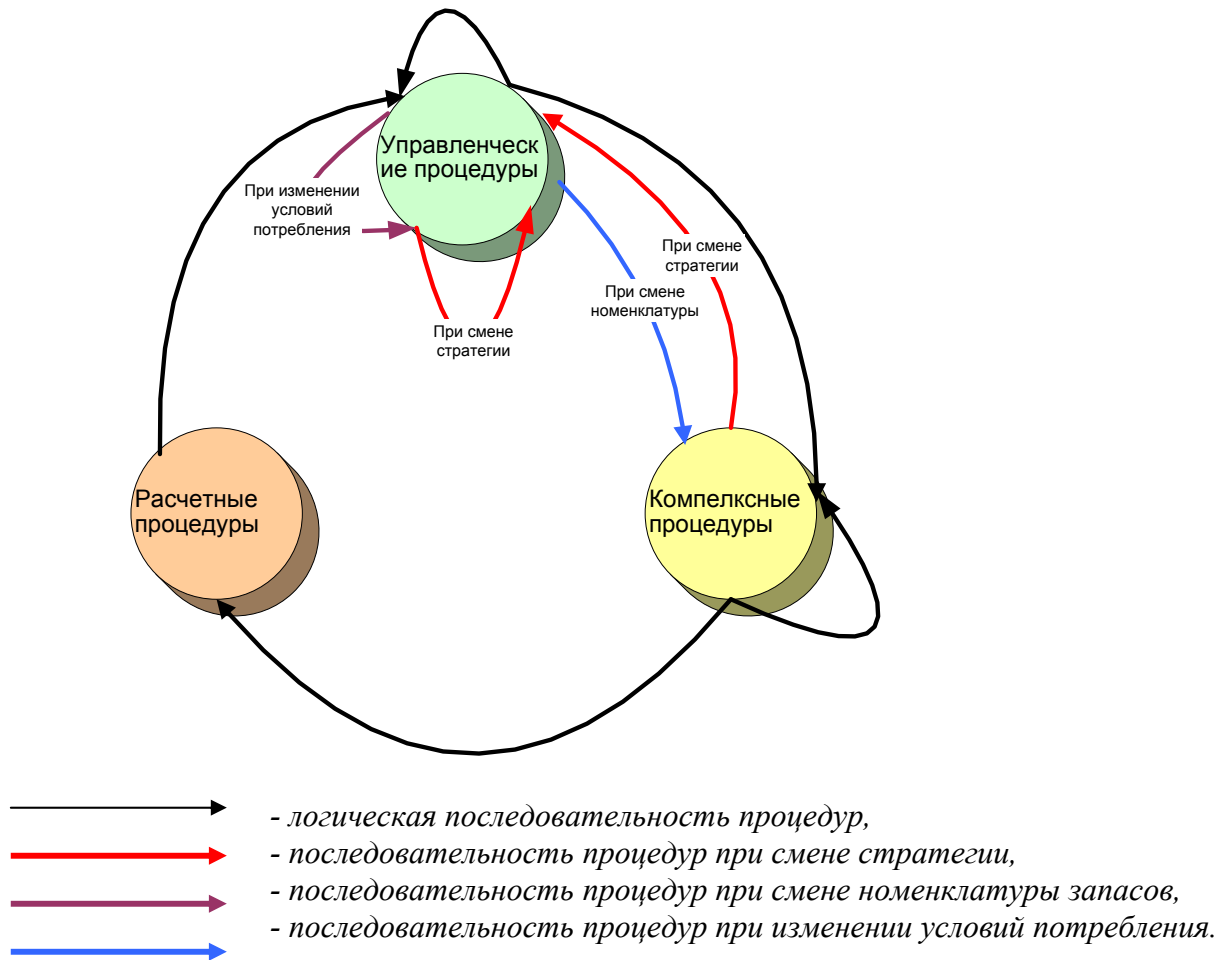 Управленческ
ие процедуры
При изменении
условий
потребления
При смене
стратегии
При смене
номенклатуры
При смене
стратегии
Расчетные
процедуры
Компелксные
процедуры
- логическая последовательность процедур,
- последовательность процедур при смене стратегии,
- последовательность процедур при смене номенклатуры запасов,
- последовательность процедур при изменении условий потребления.